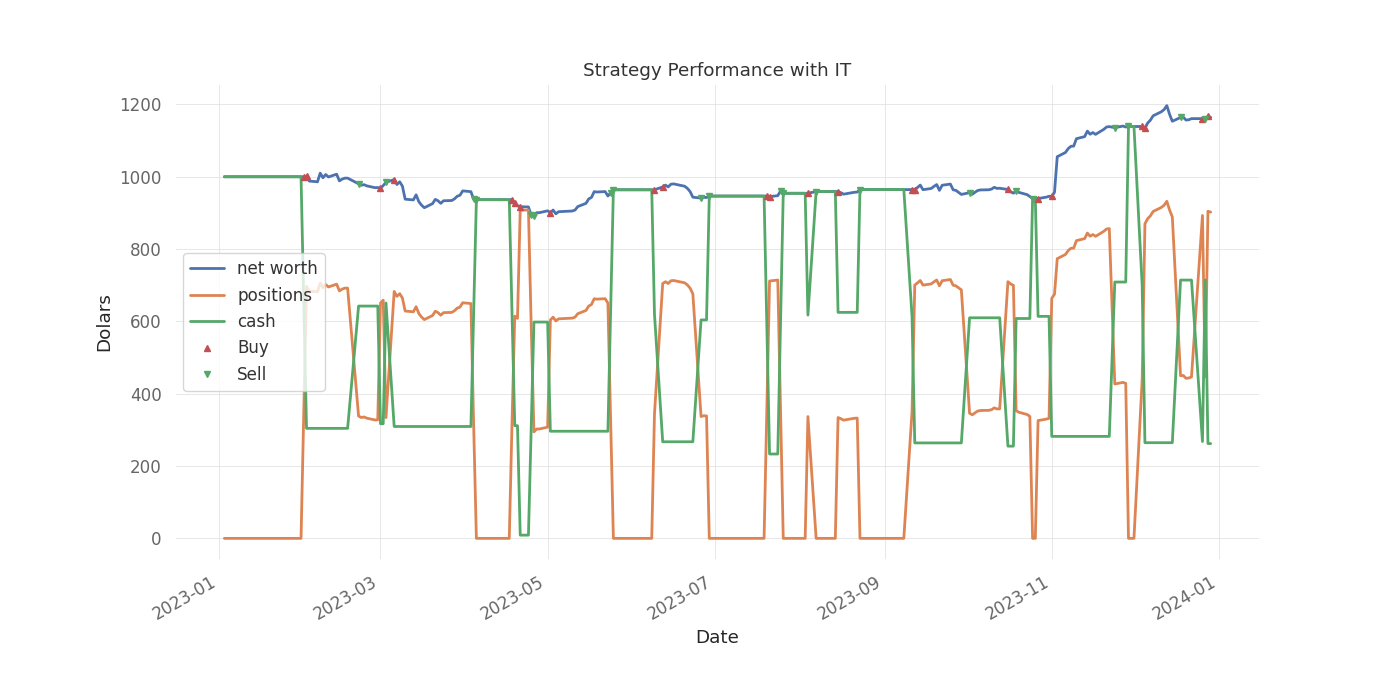 Strategy Performance with IT
1200
1000
800
600
400
200
0
Dolars
net worth
positions
cash
Buy
Sell
2023-01
2023-03
2023-05
2023-07
2023-09
2023-11
2024-01
Date